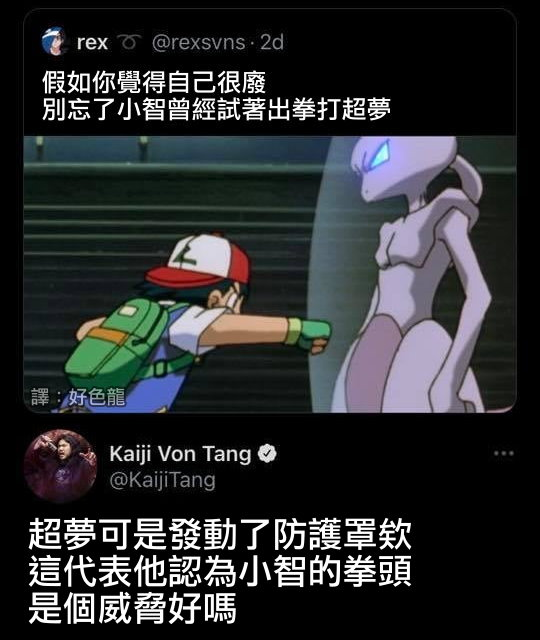 rex @rexsvns · 2d
假如你覺得自己很廢
別忘了小智曾經試著出拳打超夢
譯：好色龍
Kaiji Von Tang
@KaijiTang
超夢可是發動了防護罩欸
這代表他認為小智的拳頭
是個威脅好嗎